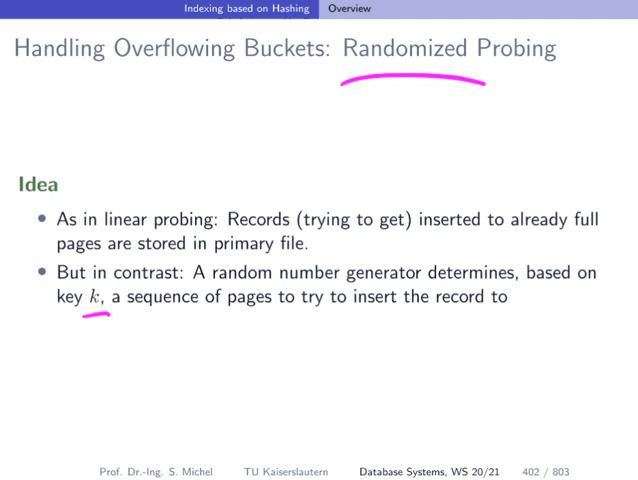 Indexing based on Hashing Overview
Handling Overflowing Buckets: Randomized Probing
Idea
• As in linear probing: Records (trying to get) inserted to already full
pages are stored in primary file.
• But in contrast: A random number generator determines, based on
key k, a sequence of pages to try to insert the record to
Prof. Dr.-Ing. S. Michel TU Kaiserslautern Database Systems, WS 20/21 402 / 803